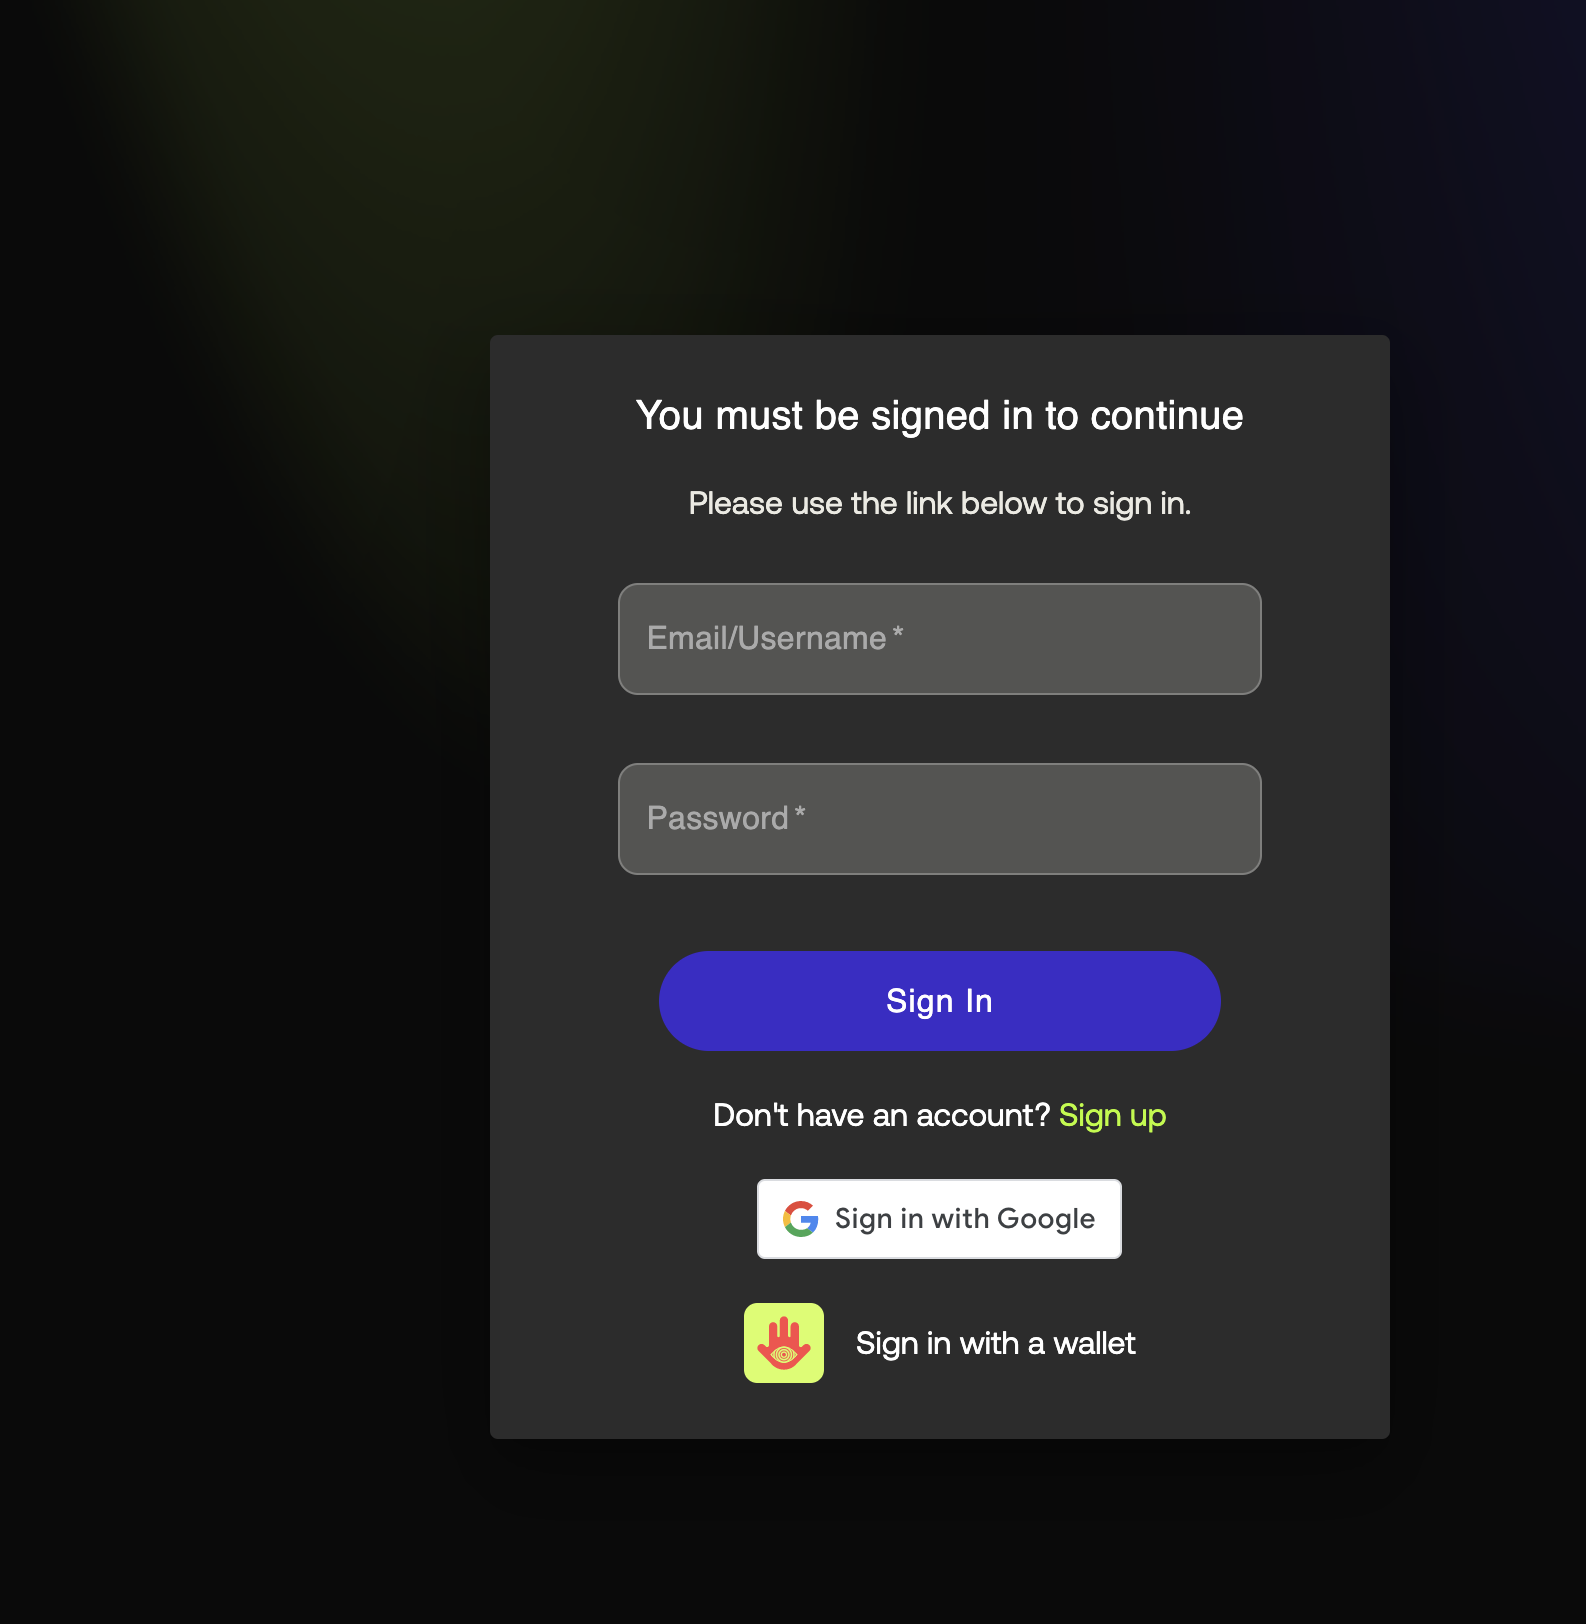 You must be signed in to continue
Please use the link below to sign in.
Email/Username *
Password *
Sign In
Don't have an account? Sign up
Sign in with Google
Sign in with a wallet